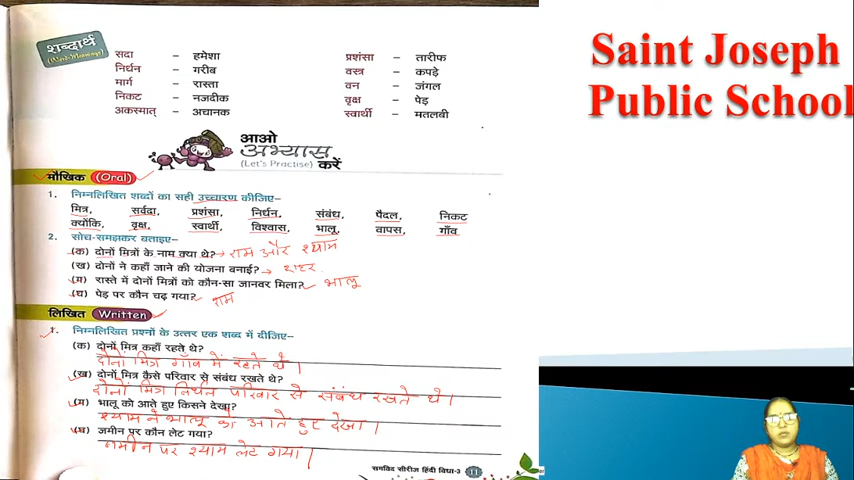 शब्दार्थ
(Word-Meanings)
सदा – हमेशा
निर्धन – गरीब
मार्ग – रास्ता
निकट – नजदीक
अकस्मात् – अचानक
प्रशंसा – तारीफ
वस्त्र – कपड़े
वन – जंगल
वृक्ष – पेड़
स्वार्थी – मतलबी
आओ
अभ्यास
(Let's Practise) करें
मौखिक (Oral)
1. निम्नलिखित शब्दों का सही उच्चारण कीजिए–
मित्र, सर्वदा, प्रशंसा, निर्धन, संबंध, पैदल, निकट
क्योंकि, वृक्ष, स्वार्थी, विश्वास, भालू, वापस, गाँव
2. सोच-समझकर बताइए–
(क) दोनों मित्रों के नाम क्या थे? → राम और श्याम
(ख) दोनों ने कहाँ जाने की योजना बनाई? → शहर
(ग) रास्ते में दोनों मित्रों को कौन-सा जानवर मिला? भालू
(घ) पेड़ पर कौन चढ़ गया? राम
लिखित Written
1. निम्नलिखित प्रश्नों के उत्तर एक शब्द में दीजिए–
(क) दोनों मित्र कहाँ रहते थे?
दोनों मित्र गाँव में रहते थे।
(ख) दोनों मित्र कैसे परिवार से संबंध रखते थे?
दोनों मित्र निर्धन परिवार से संबंध रखते थे।
(ग) भालू को आते हुए किसने देखा?
श्याम ने भालू को आते हुए देखा।
(घ) जमीन पर कौन लेट गया?
जमीन पर श्याम लेट गया।
समविद सीरीज हिंदी विधा-3 11
Saint Joseph
Public School